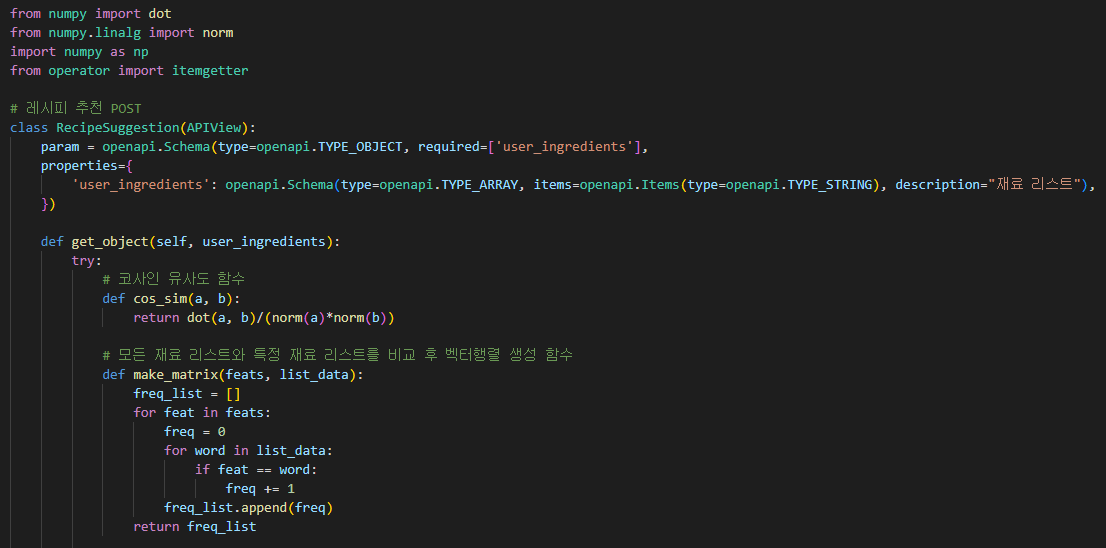 from numpy import dot
from numpy.linalg import norm
import numpy as np
from operator import itemgetter
# 레시피 추천 POST
class RecipeSuggestion(APIView):
param = openapi.Schema(type=openapi.TYPE_OBJECT, required=['user_ingredients'],
properties={
'user_ingredients': openapi.Schema(type=openapi.TYPE_ARRAY, items=openapi.Items(type=openapi.TYPE_STRING), description="재료 리스트"),
})
def get_object(self, user_ingredients):
try:
# 코사인 유사도 함수
def cos_sim(a, b):
return dot(a, b)/(norm(a)*norm(b))
# 모든 재료 리스트와 특정 재료 리스트를 비교 후 벡터행렬 생성 함수
def make_matrix(feats, list_data):
freq_list = []
for feat in feats:
freq = 0
for word in list_data:
if feat == word:
freq += 1
freq_list.append(freq)
return freq_list